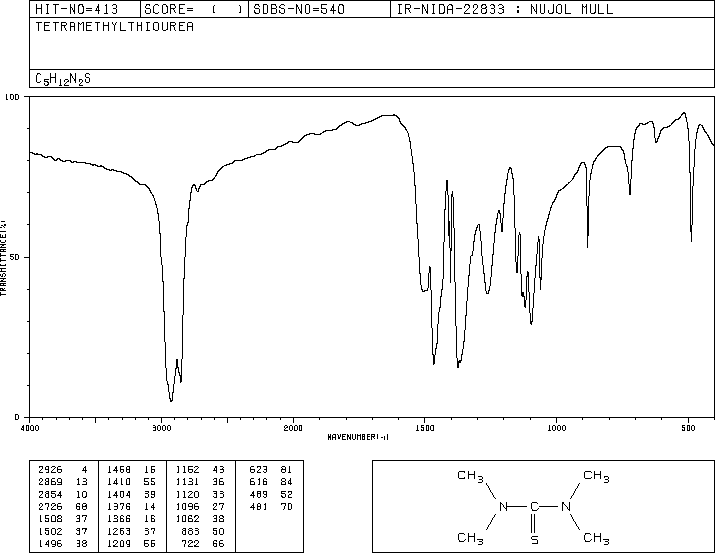 HIT-NO=413 SCORE= ( ) SDBS-NO=540 IR-NIDA-22833 : NUJOL MULL
TETRAMETHYLTHIOUREA
C5H12N2S
100
50
0
TRANSMITTANCE(%)
4000 3000 2000 1500 1000 500
WAVENUMBER(-1)
2926 4 1468 16 1152 43 623 81
2869 13 1410 55 1131 36 616 84
2854 10 1404 39 1120 33 489 52
2726 68 1376 14 1096 27 481 70
1508 37 1366 16 1062 38
1502 37 1263 37 883 50
1496 38 1209 56 722 66
CH3 CH3
N C N
CH3 S CH3